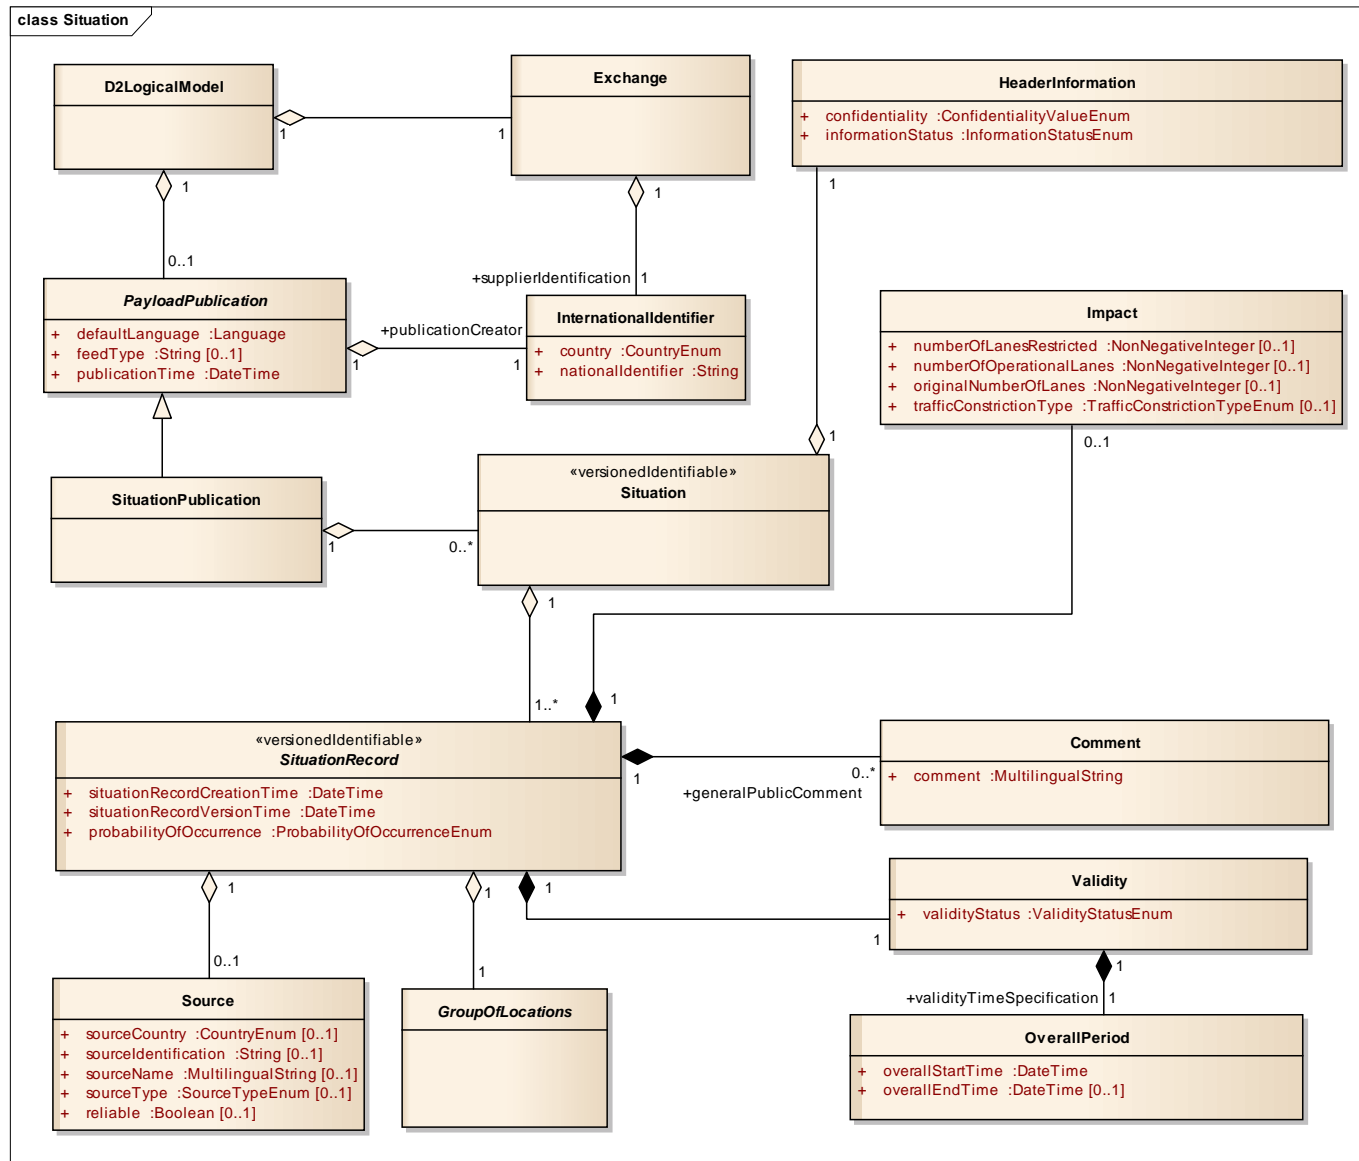 class Situation
D2LogicalModel
1
1
1
0..1
Exchange
1
+supplierIdentification
1
HeaderInformation
+ confidentiality :ConfidentialityValueEnum
+ informationStatus :InformationStatusEnum
1
1
PayloadPublication
+ defaultLanguage :Language
+ feedType :String [0..1]
+ publicationTime :DateTime
+publicationCreator
1
1
InternationalIdentifier
+ country :CountryEnum
+ nationalIdentifier :String
Impact
+ numberOfLanesRestricted :NonNegativeInteger [0..1]
+ numberOfOperationalLanes :NonNegativeInteger [0..1]
+ originalNumberOfLanes :NonNegativeInteger [0..1]
+ trafficConstrictionType :TrafficConstrictionTypeEnum [0..1]
0..1
SituationPublication
1
0..*
«versionedIdentifiable»
Situation
1
1..*
1
«versionedIdentifiable»
SituationRecord
+ situationRecordCreationTime :DateTime
+ situationRecordVersionTime :DateTime
+ probabilityOfOccurrence :ProbabilityOfOccurrenceEnum
1
0..*
+generalPublicComment
Comment
+ comment :MultilingualString
1
1
1
Validity
+ validityStatus :ValidityStatusEnum
1
1
+validityTimeSpecification
1
0..1
1
Source
+ sourceCountry :CountryEnum [0..1]
+ sourceIdentification :String [0..1]
+ sourceName :MultilingualString [0..1]
+ sourceType :SourceTypeEnum [0..1]
+ reliable :Boolean [0..1]
GroupOfLocations
OverallPeriod
+ overallStartTime :DateTime
+ overallEndTime :DateTime [0..1]